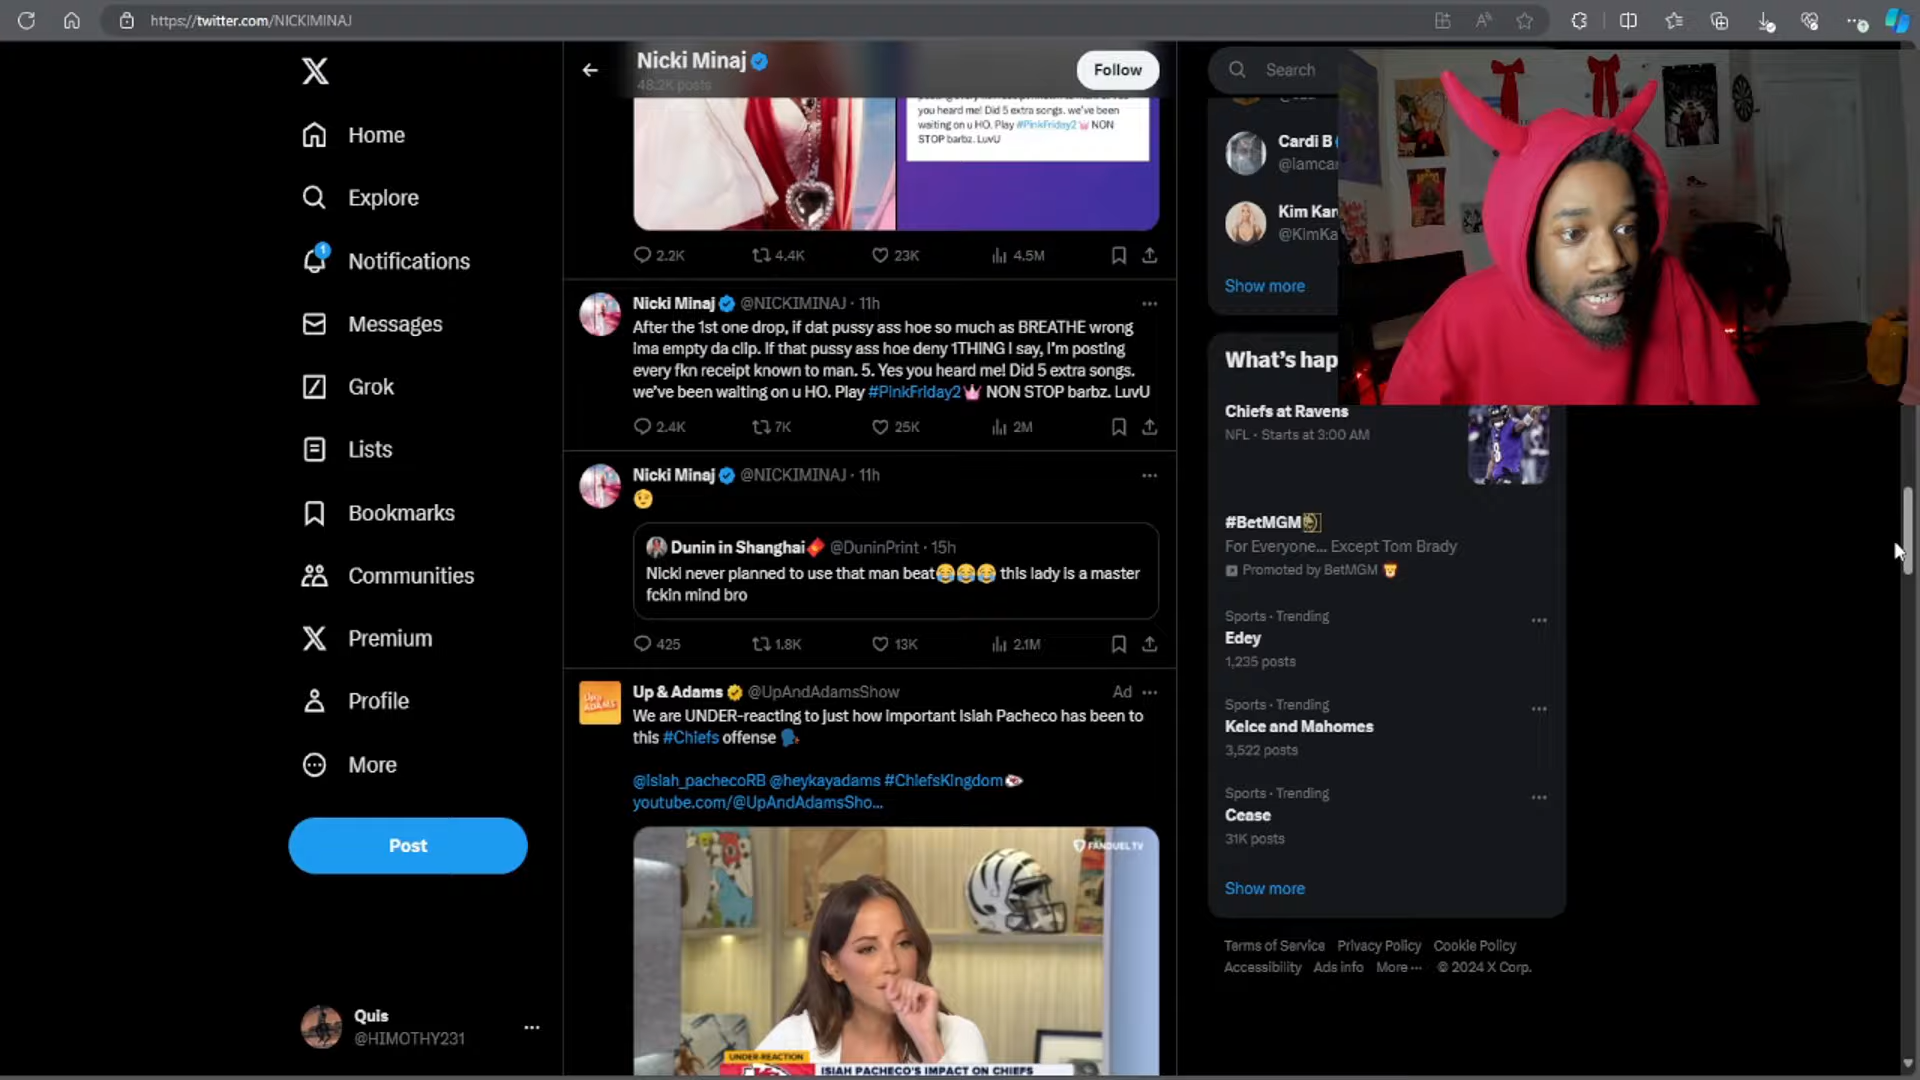 https://twitter.com/NICKIMINAJ
Home
Explore
1
Notifications
Messages
Grok
Lists
Bookmarks
Communities
Premium
Profile
More
Post
Quis
@HIMOTHY231
Nicki Minaj
48.2K posts
Follow
you heard me! Did 5 extra songs. we've been
waiting on u HO. Play #PinkFriday2 NON
STOP barbz. LuvU
2.2K 4.4K 23K 4.5M
Nicki Minaj @NICKIMINAJ · 11h
After the 1st one drop, if dat pussy ass hoe so much as BREATHE wrong
ima empty da clip. If that pussy ass hoe deny 1THING I say, I'm posting
every fkn receipt known to man. 5. Yes you heard me! Did 5 extra songs.
we've been waiting on u HO. Play #PinkFriday2 NON STOP barbz. LuvU
2.4K 7K 25K 2M
Nicki Minaj @NICKIMINAJ · 11h
Dunin in Shanghai @DuninPrint · 15h
Nicki never planned to use that man beat😂😂😂 this lady is a master
fckin mind bro
425 1.8K 13K 2.1M
Up & Adams @UpAndAdamsShow Ad
We are UNDER-reacting to just how important Isiah Pacheco has been to
this #Chiefs offense
@isiah_pachecoRB @heykayadams #ChiefsKingdom
youtube.com/@UpAndAdamsSho...
FANDUEL TV
UNDER-REACTION
ISIAH PACHECO'S IMPACT ON CHIEFS
Search
Cardi B
@iamcar
Kim Kar
@KimKa
Show more
What's hap
Chiefs at Ravens
NFL · Starts at 3:00 AM
#BetMGM
For Everyone... Except Tom Brady
Promoted by BetMGM
Sports · Trending
Edey
1,235 posts
Sports · Trending
Kelce and Mahomes
3,522 posts
Sports · Trending
Cease
31K posts
Show more
Terms of Service Privacy Policy Cookie Policy
Accessibility Ads info More ··· © 2024 X Corp.